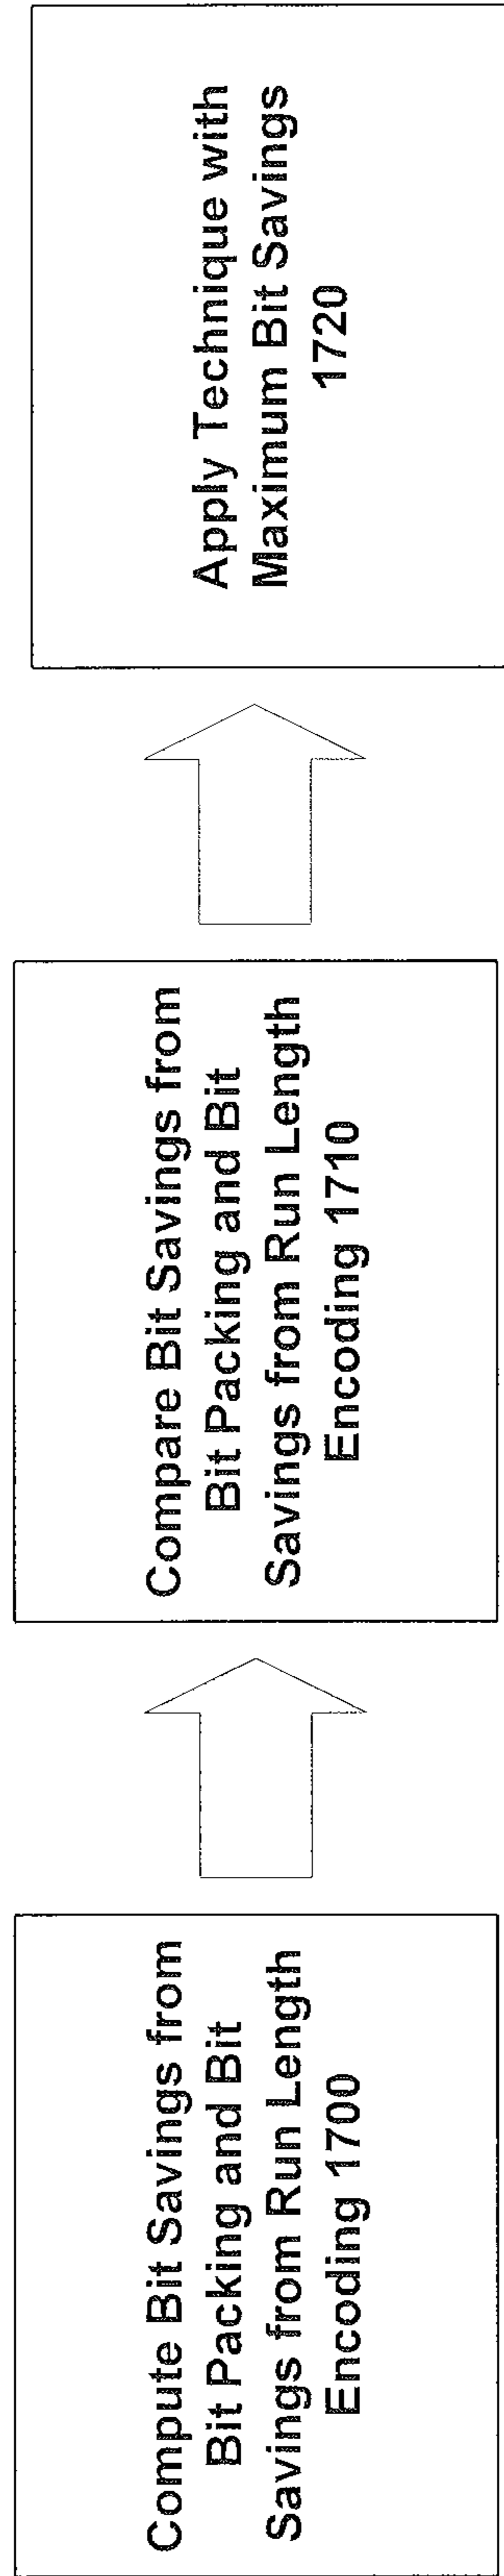 Compute Bit Savings from
Bit Packing and Bit
Savings from Run Length
Encoding 1700
Compare Bit Savings from
Bit Packing and Bit
Savings from Run Length
Encoding 1710
Apply Technique with
Maximum Bit Savings
1720